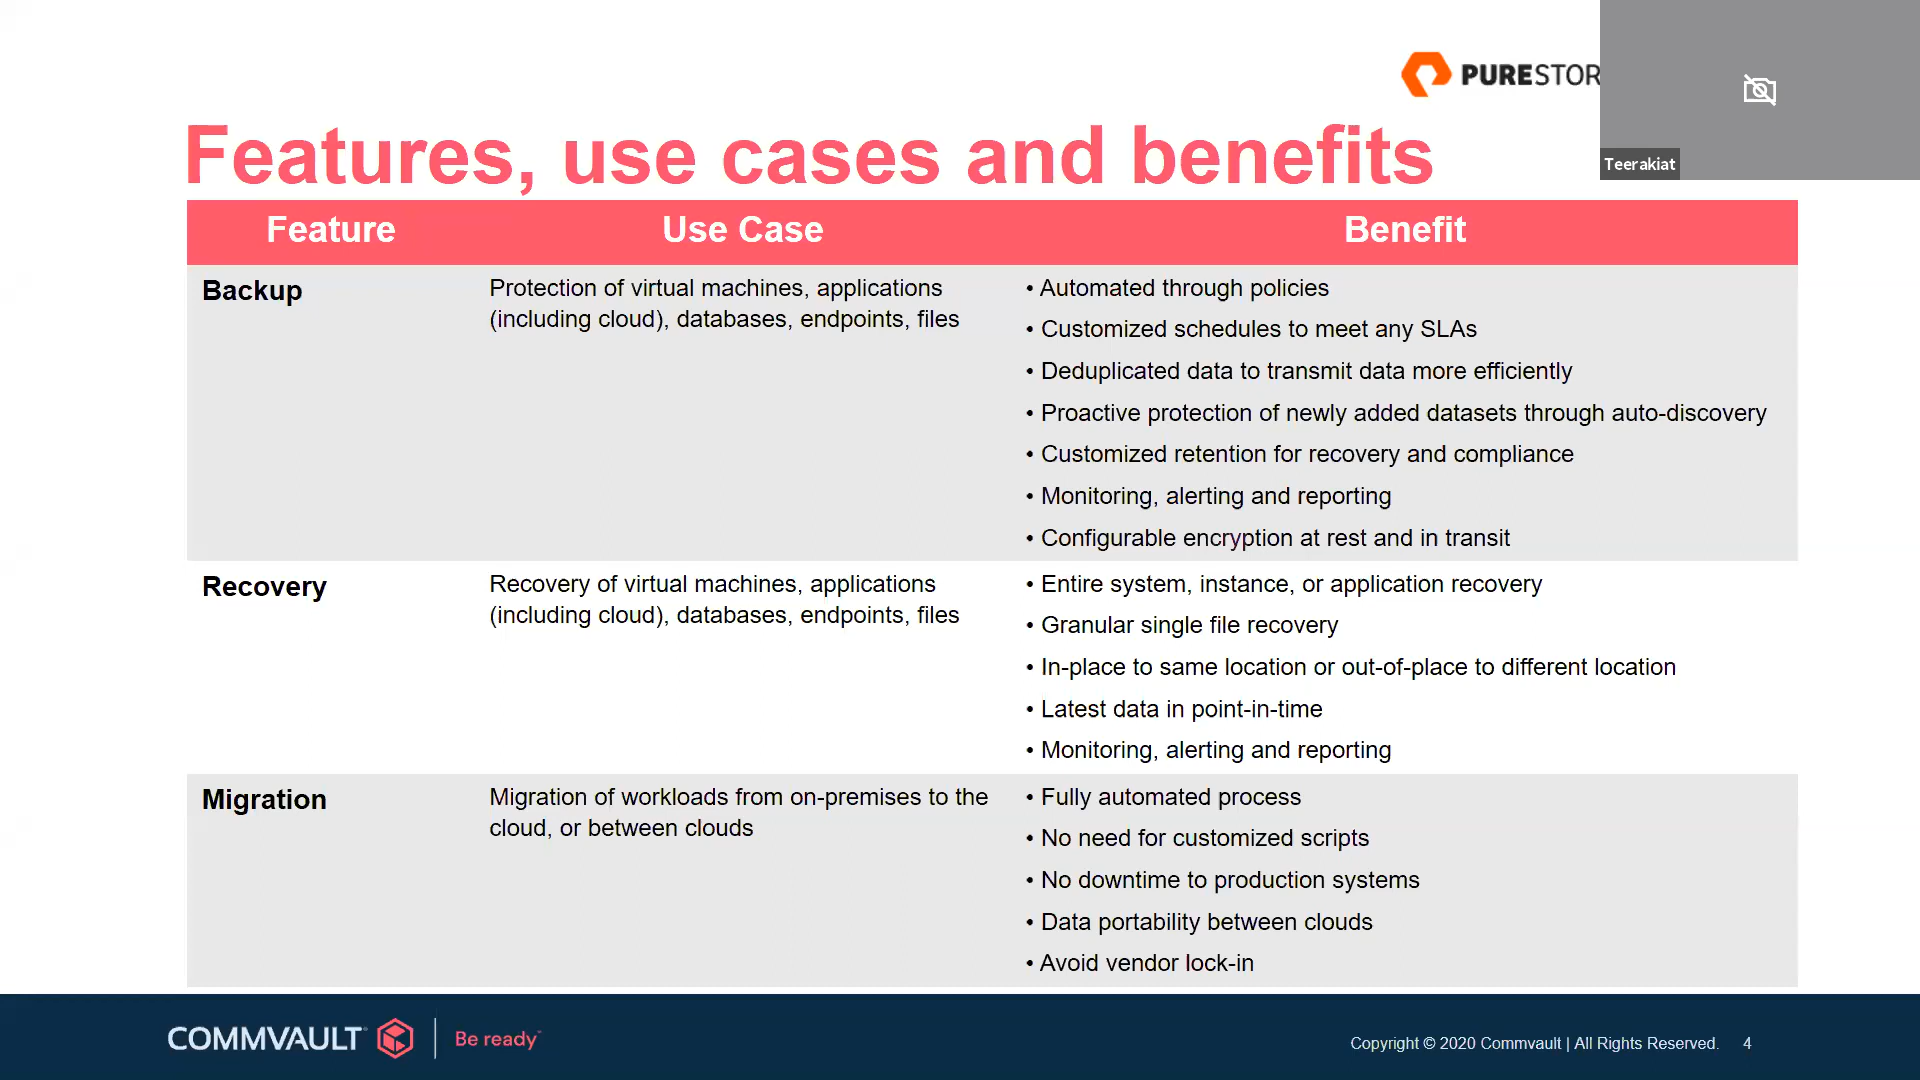 PURESTOR
Teerakiat
Features, use cases and benefits
Feature Use Case Benefit
Backup
Protection of virtual machines, applications
(including cloud), databases, endpoints, files
• Automated through policies
• Customized schedules to meet any SLAs
• Deduplicated data to transmit data more efficiently
• Proactive protection of newly added datasets through auto-discovery
• Customized retention for recovery and compliance
• Monitoring, alerting and reporting
• Configurable encryption at rest and in transit
Recovery
Recovery of virtual machines, applications
(including cloud), databases, endpoints, files
• Entire system, instance, or application recovery
• Granular single file recovery
• In-place to same location or out-of-place to different location
• Latest data in point-in-time
• Monitoring, alerting and reporting
Migration
Migration of workloads from on-premises to the
cloud, or between clouds
• Fully automated process
• No need for customized scripts
• No downtime to production systems
• Data portability between clouds
• Avoid vendor lock-in
COMMVAULT Be ready
Copyright © 2020 Commvault | All Rights Reserved. 4